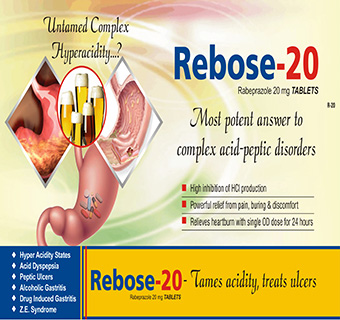 Untamed Complex
Hyperacidity...?
Rebose-20
Rabeprazole 20 mg TABLETS
R-20
Most potent answer to
complex acid-peptic disorders
High inhibition of HCl production
Powerful relief from pain, buring & discomfort
Relieves heartburn with single OD dose for 24 hours
Hyper Acidity States
Acid Dyspepsia
Peptic Ulcers
Alcoholic Gastritis
Drug Induced Gastritis
Z.E. Syndrome
Rebose-20 - Tames acidity, treats ulcers
Rabeprazole 20 mg TABLETS